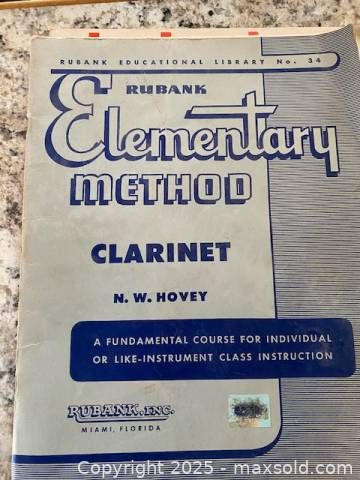 RUBANK EDUCATIONAL LIBRARY No. 34
RUBANK
Elementary
METHOD
CLARINET
N. W. HOVEY
A FUNDAMENTAL COURSE FOR INDIVIDUAL
OR LIKE-INSTRUMENT CLASS INSTRUCTION
RUBANK, INC.
MIAMI, FLORIDA
Copyright © 2025 - maxsold.com